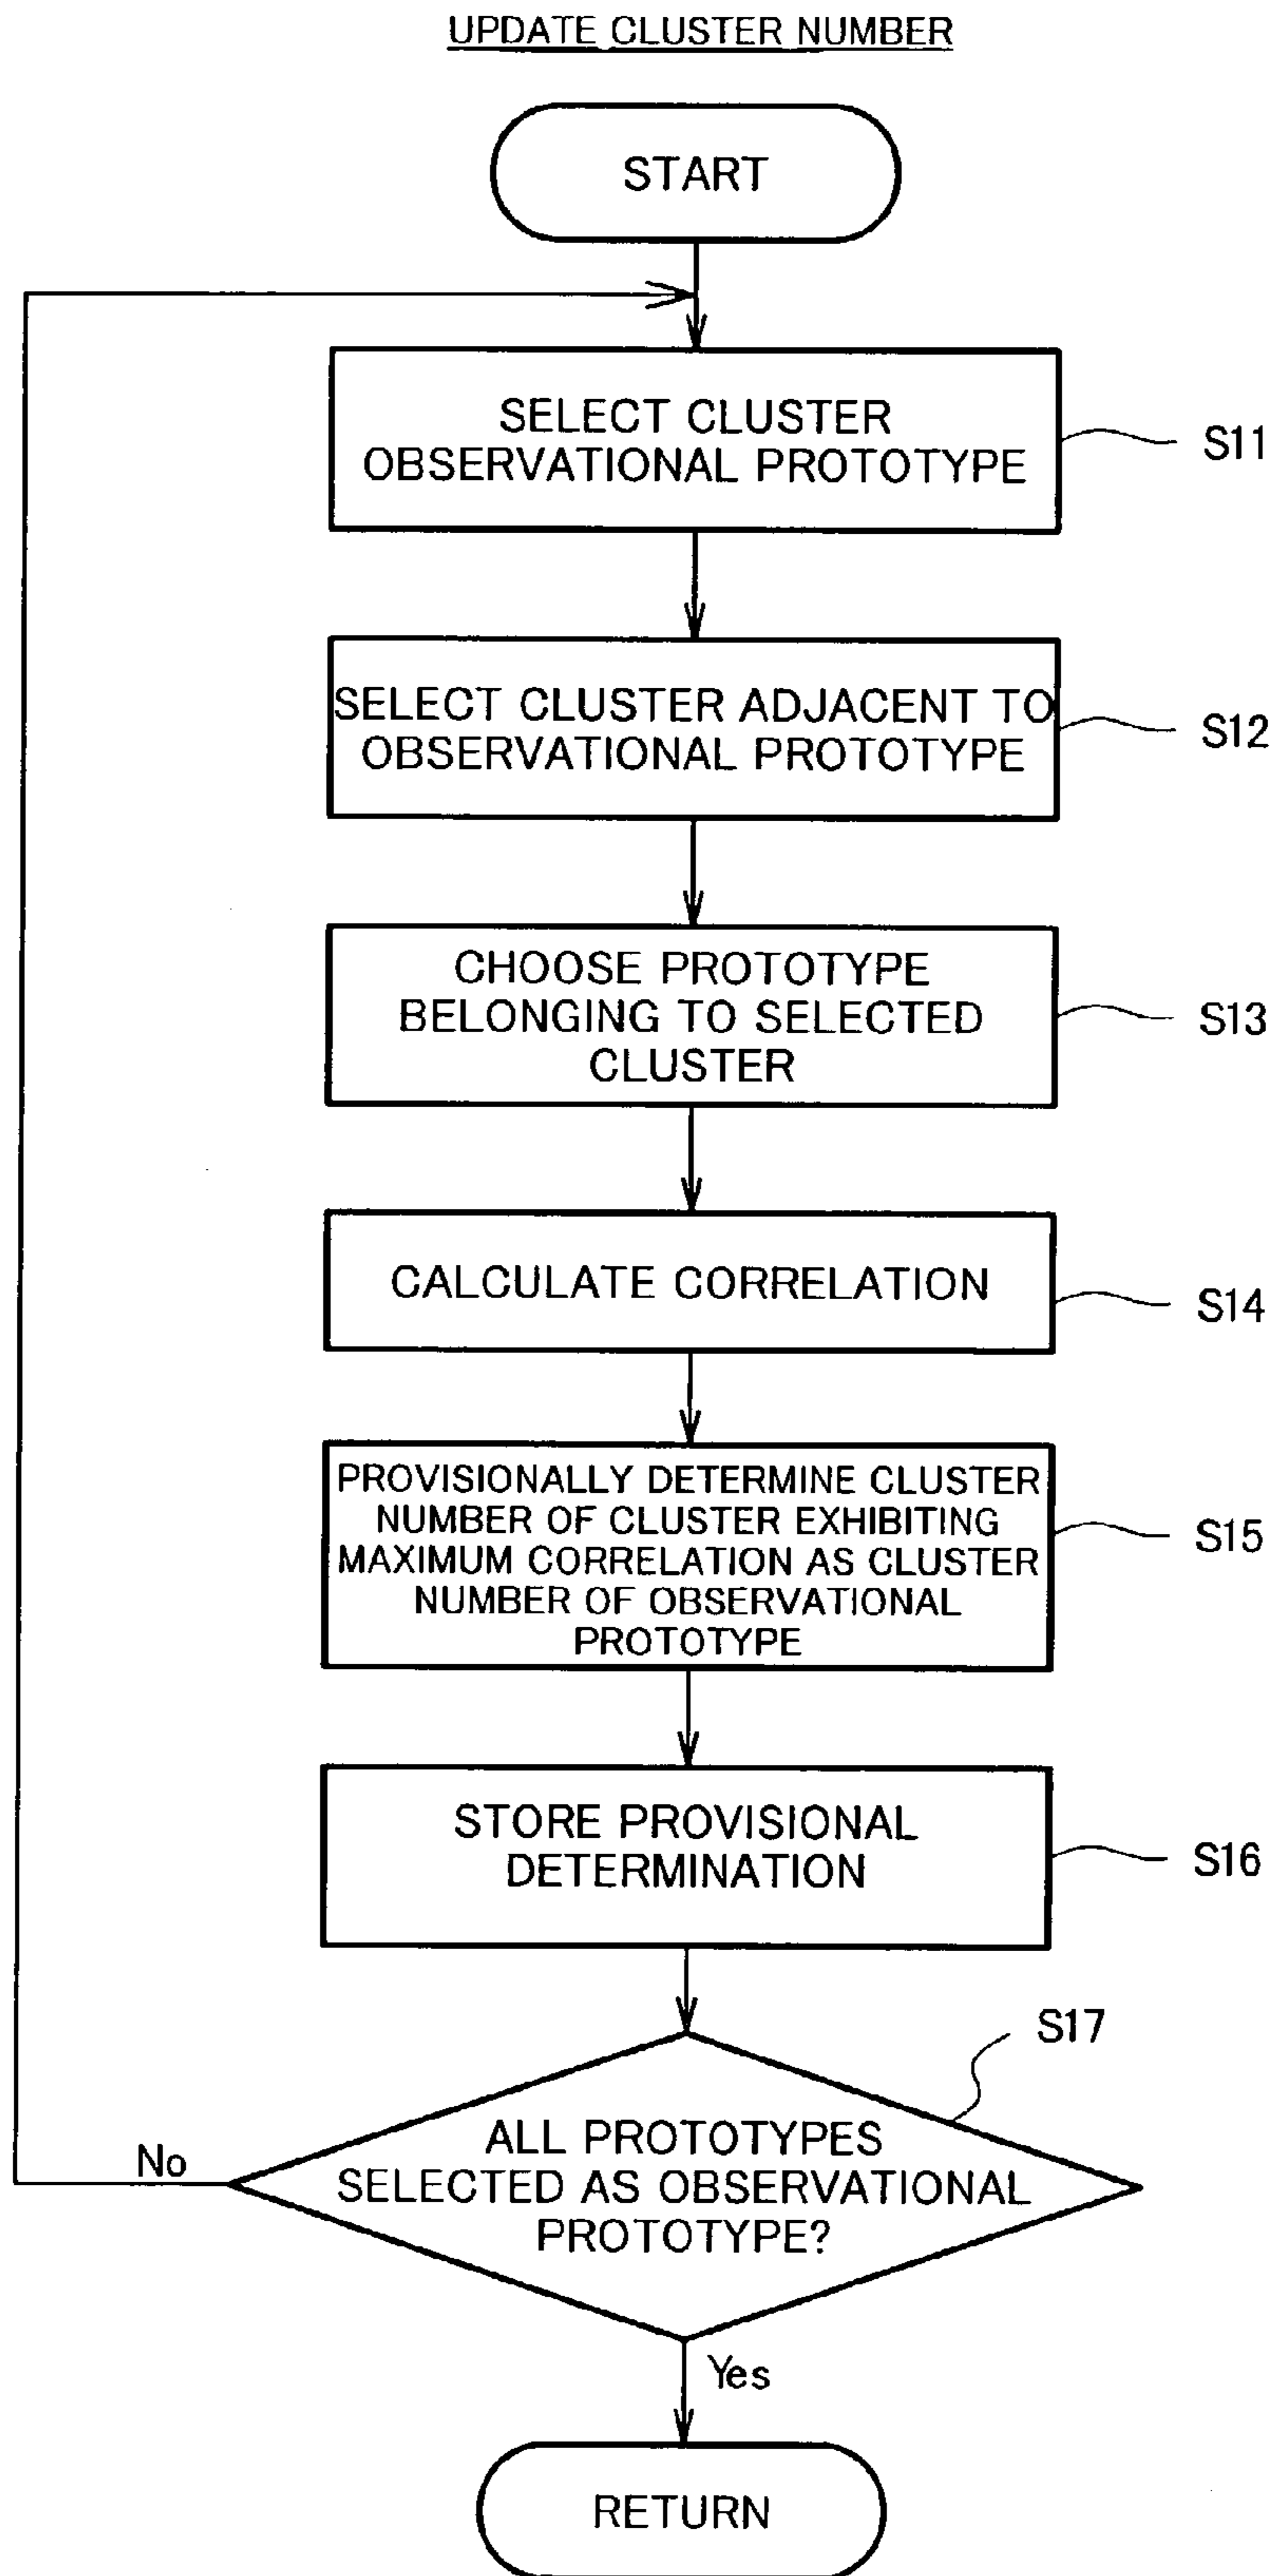 UPDATE CLUSTER NUMBER
START
SELECT CLUSTER
OBSERVATIONAL PROTOTYPE
S11
SELECT CLUSTER ADJACENT TO
OBSERVATIONAL PROTOTYPE
S12
CHOOSE PROTOTYPE
BELONGING TO SELECTED
CLUSTER
S13
CALCULATE CORRELATION
S14
PROVISIONALLY DETERMINE CLUSTER
NUMBER OF CLUSTER EXHIBITING
MAXIMUM CORRELATION AS CLUSTER
NUMBER OF OBSERVATIONAL
PROTOTYPE
S15
STORE PROVISIONAL
DETERMINATION
S16
S17
ALL PROTOTYPES
SELECTED AS OBSERVATIONAL
PROTOTYPE?
No
Yes
RETURN